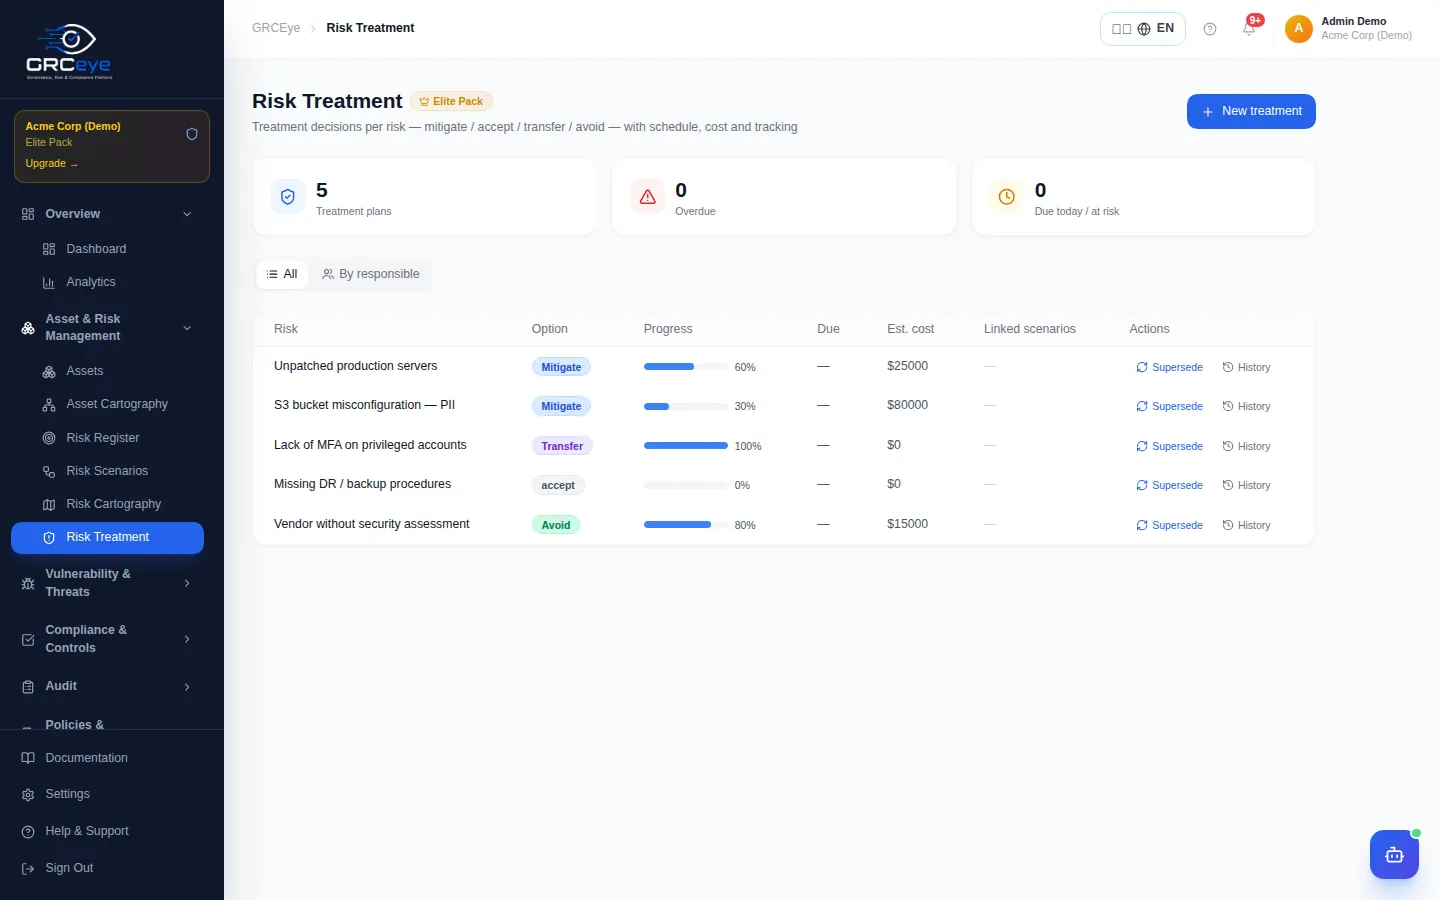 GRCeye
Governance, Risk & Compliance Platform
Acme Corp (Demo)
Elite Pack
Upgrade →
Overview
Dashboard
Analytics
Asset & Risk
Management
Assets
Asset Cartography
Risk Register
Risk Scenarios
Risk Cartography
Risk Treatment
Vulnerability &
Threats
Compliance &
Controls
Audit
Policies &
Documentation
Settings
Help & Support
Sign Out
GRCEye > Risk Treatment
EN
9+
A
Admin Demo
Acme Corp (Demo)
Risk Treatment Elite Pack
Treatment decisions per risk — mitigate / accept / transfer / avoid — with schedule, cost and tracking
+ New treatment
5
Treatment plans
0
Overdue
0
Due today / at risk
All By responsible
Risk Option Progress Due Est. cost Linked scenarios Actions
Unpatched production servers Mitigate 60% — $25000 — Supersede History
S3 bucket misconfiguration — PII Mitigate 30% — $80000 — Supersede History
Lack of MFA on privileged accounts Transfer 100% — $0 — Supersede History
Missing DR / backup procedures accept 0% — $0 — Supersede History
Vendor without security assessment Avoid 80% — $15000 — Supersede History